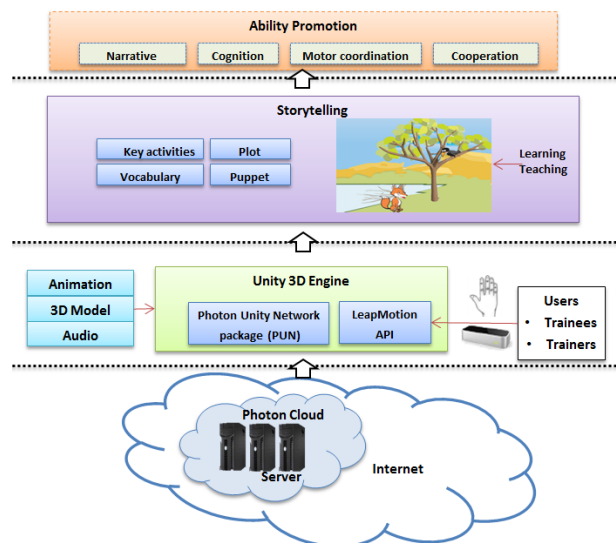 Ability Promotion
Narrative
Cognition
Motor coordination
Cooperation
Storytelling
Key activities
Plot
Vocabulary
Puppet
Learning
Teaching
Unity 3D Engine
Animation
3D Model
Audio
Photon Unity Network
package (PUN)
LeapMotion
API
Users
• Trainees
• Trainers
Photon Cloud
Server
Internet